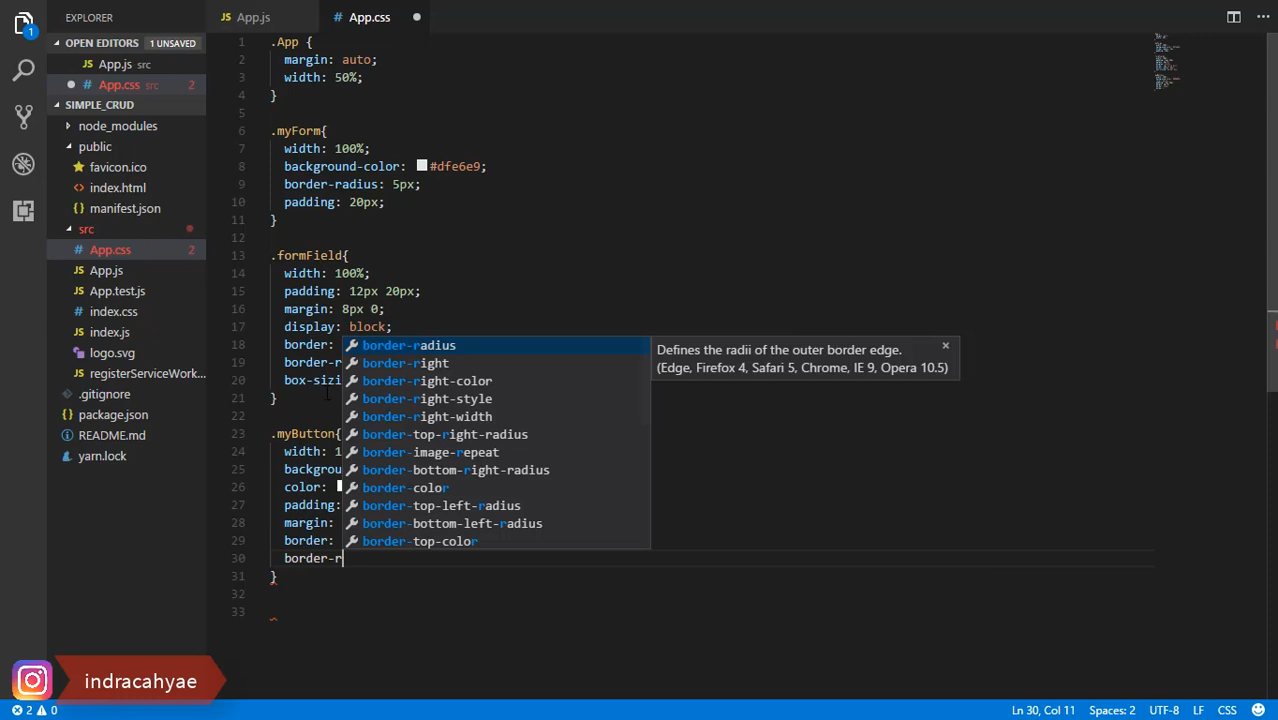 EXPLORER
JS App.js
# App.css
1
OPEN EDITORS 1 UNSAVED
JS App.js src
# App.css src 2
SIMPLE_CRUD
node_modules
public
favicon.ico
<> index.html
{} manifest.json
src
# App.css 2
JS App.js
JS App.test.js
# index.css
JS index.js
logo.svg
JS registerServiceWork...
.gitignore
package.json
README.md
yarn.lock
1 .App {
2 margin: auto;
3 width: 50%;
4 }
5
6 .myForm{
7 width: 100%;
8 background-color: #dfe6e9;
9 border-radius: 5px;
10 padding: 20px;
11 }
12
13 .formField{
14 width: 100%;
15 padding: 12px 20px;
16 margin: 8px 0;
17 display: block;
18 border:
19 border-r
20 box-sizi
21 }
22
23 .myButton{
24 width: 1
25 backgrou
26 color:
27 padding:
28 margin:
29 border:
30 border-r
31 }
32
33
border-radius
border-right
border-right-color
border-right-style
border-right-width
border-top-right-radius
border-image-repeat
border-bottom-right-radius
border-color
border-top-left-radius
border-bottom-left-radius
border-top-color
Defines the radii of the outer border edge.
(Edge, Firefox 4, Safari 5, Chrome, IE 9, Opera 10.5)
indracahyae
2 0
Ln 30, Col 11 Spaces: 2 UTF-8 LF CSS